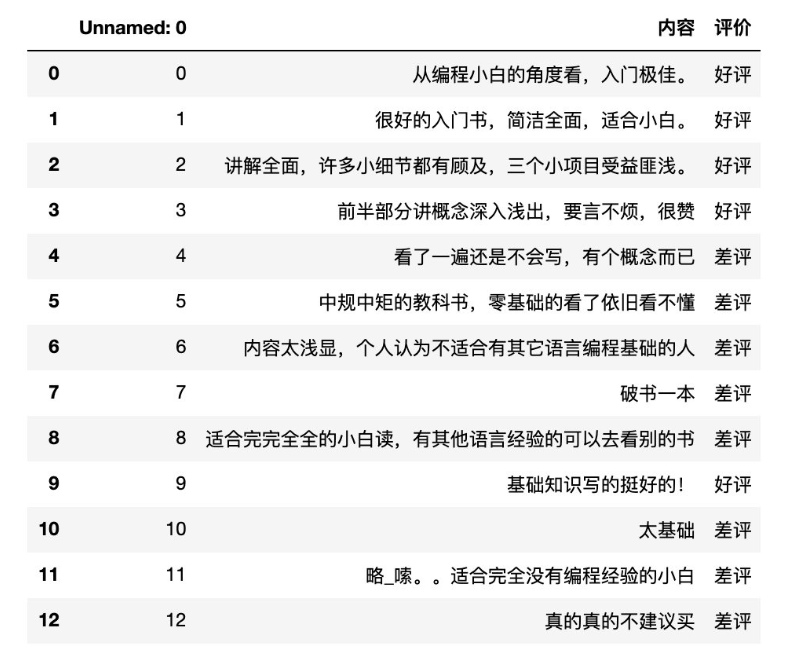 Unnamed: 0 内容 评价
0 0 从编程小白的角度看，入门极佳。 好评
1 1 很好的入门书，简洁全面，适合小白。 好评
2 2 讲解全面，许多小细节都有顾及，三个小项目受益匪浅。 好评
3 3 前半部分讲概念深入浅出，要言不烦，很赞 好评
4 4 看了一遍还是不会写，有个概念而已 差评
5 5 中规中矩的教科书，零基础的看了依旧看不懂 差评
6 6 内容太浅显，个人认为不适合有其它语言编程基础的人 差评
7 7 破书一本 差评
8 8 适合完完全全的小白读，有其他语言经验的可以去看别的书 差评
9 9 基础知识写的挺好的！ 好评
10 10 太基础 差评
11 11 略_嗦。。适合完全没有编程经验的小白 差评
12 12 真的真的不建议买 差评